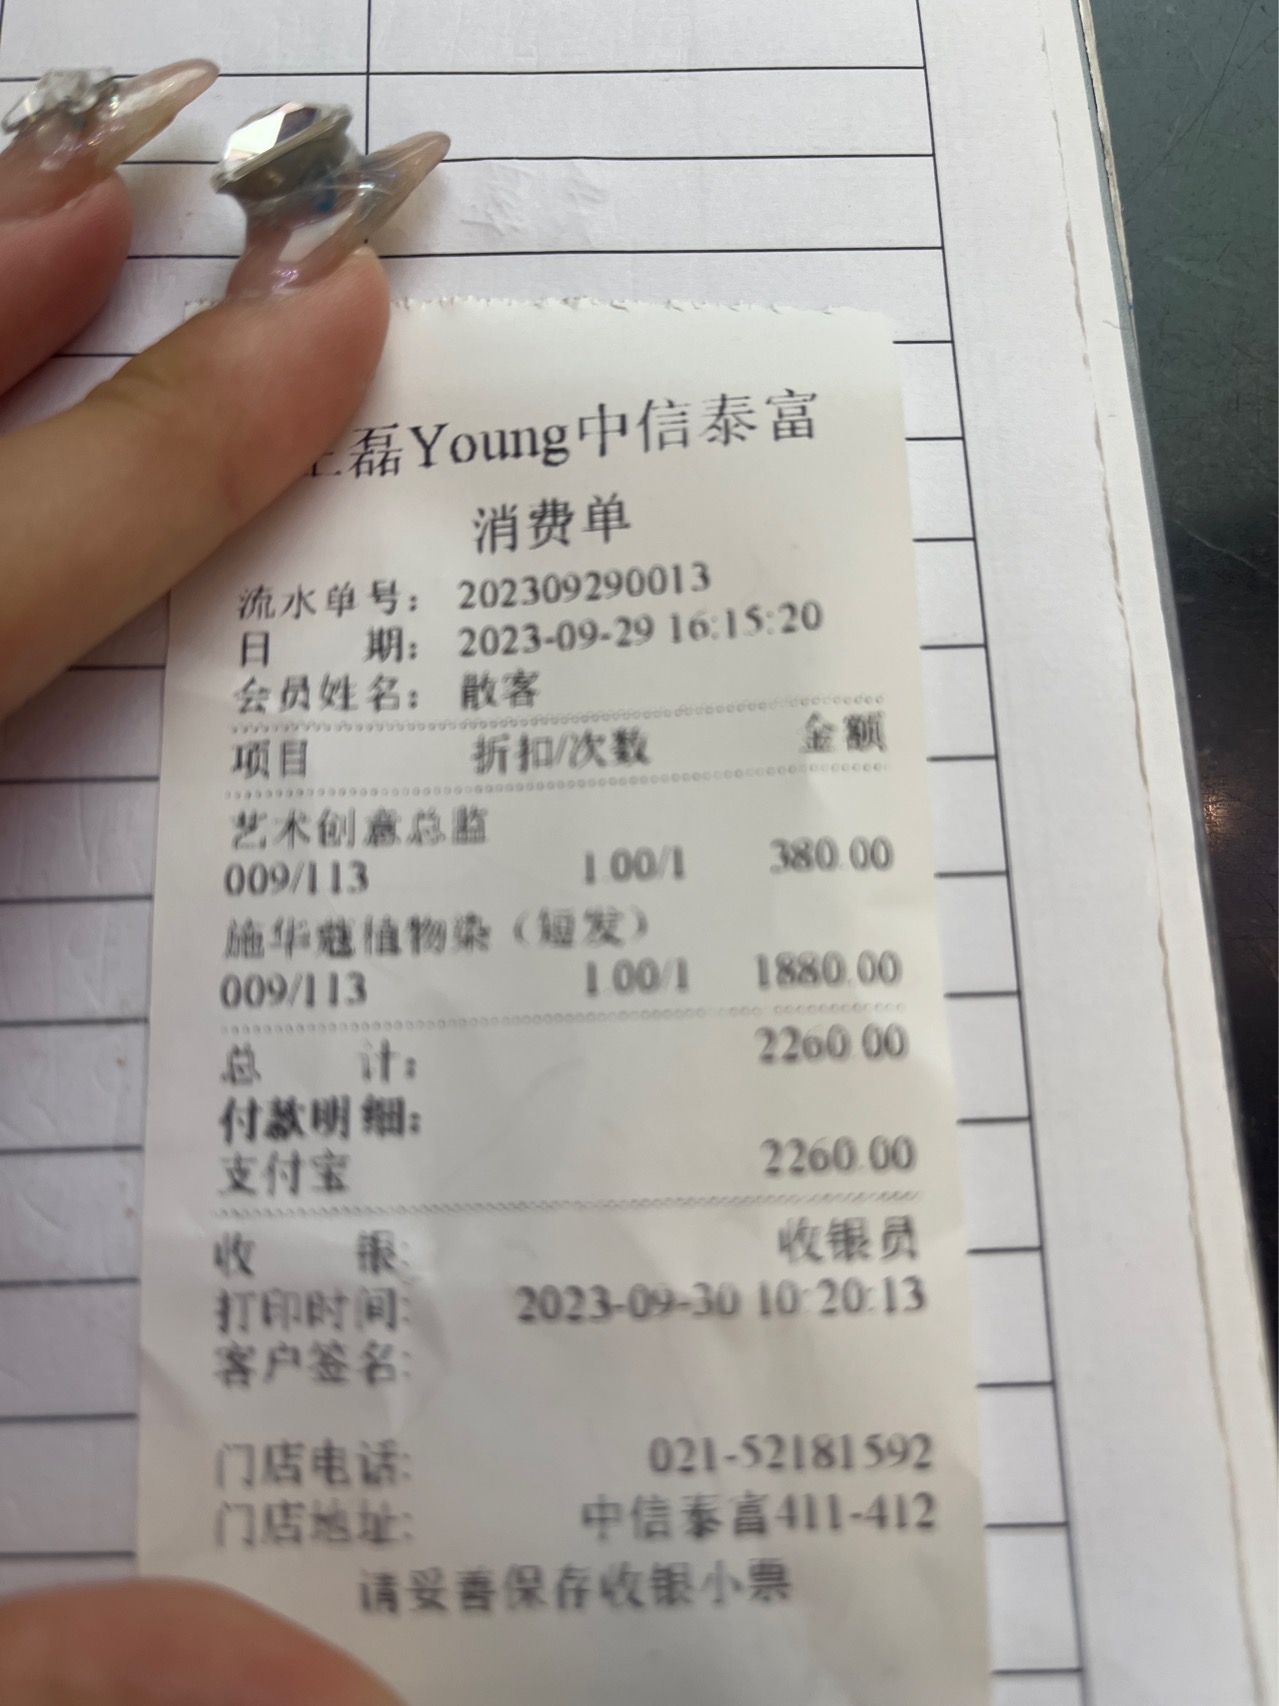 磊Young中信泰富
消费单
流水单号： 202309290013
日 期： 2023-09-29 16:15:20
会员姓名： 散客
项目 折扣/次数 金额
艺术创意总监
009/113 1.00/1 380.00
施华蔻植物染（短发）
009/113 1.00/1 1880.00
总 计： 2260.00
付款明细：
支付宝 2260.00
收 银: 收银员
打印时间: 2023-09-30 10:20:13
客户签名:
门店电话: 021-52181592
门店地址: 中信泰富411-412
请妥善保存收银小票